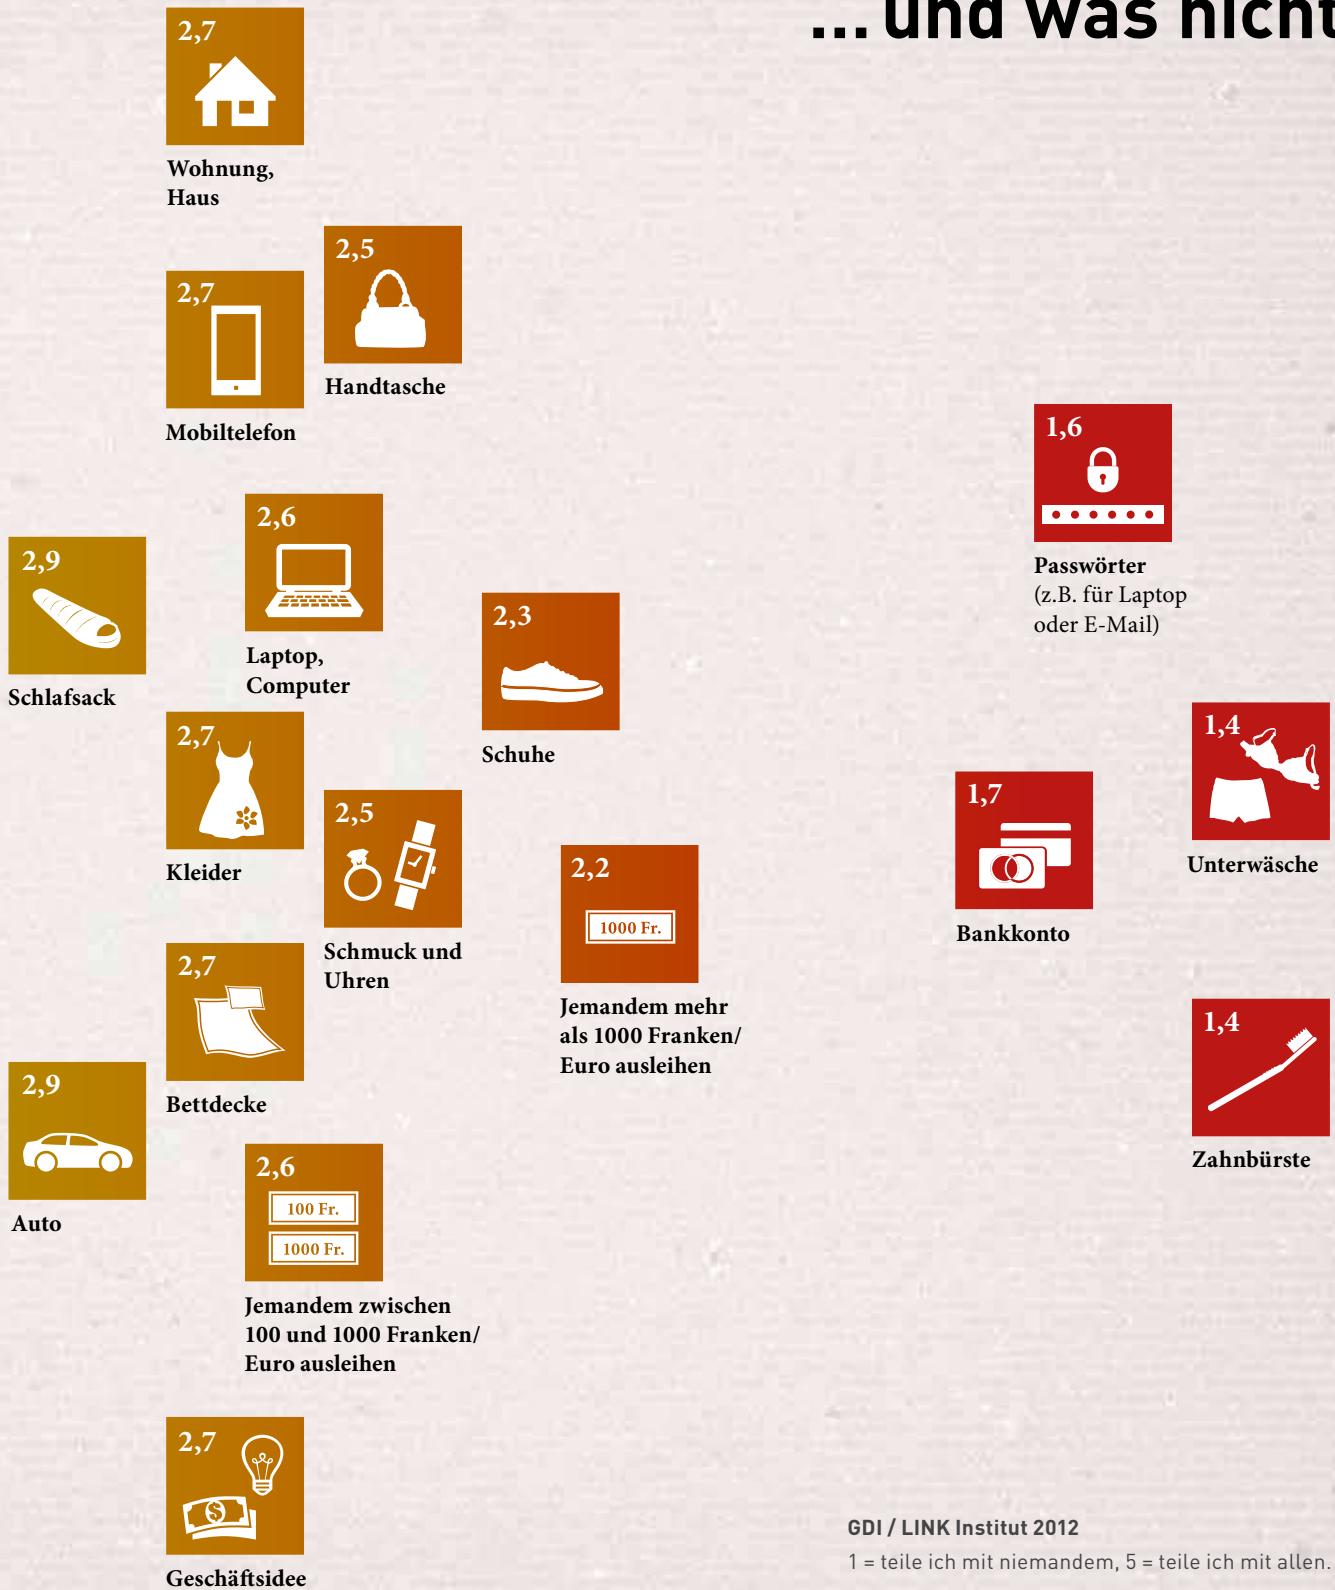 ... und was nicht
2,7
Wohnung,
Haus
2,5
Handtasche
2,7
Mobiltelefon
1,6
Passwörter
(z.B. für Laptop
oder E-Mail)
2,6
Laptop,
Computer
2,9
Schlafsack
2,3
Schuhe
2,7
Kleider
1,4
Unterwäsche
1,7
Bankkonto
2,5
Schmuck und
Uhren
2,2
1000 Fr.
Jemandem mehr
als 1000 Franken/
Euro ausleihen
2,7
Bettdecke
1,4
Zahnbürste
2,9
Auto
2,6
100 Fr.
1000 Fr.
Jemandem zwischen
100 und 1000 Franken/
Euro ausleihen
2,7
$
Geschäftsidee
GDI / LINK Institut 2012
1 = teile ich mit niemandem, 5 = teile ich mit allen.